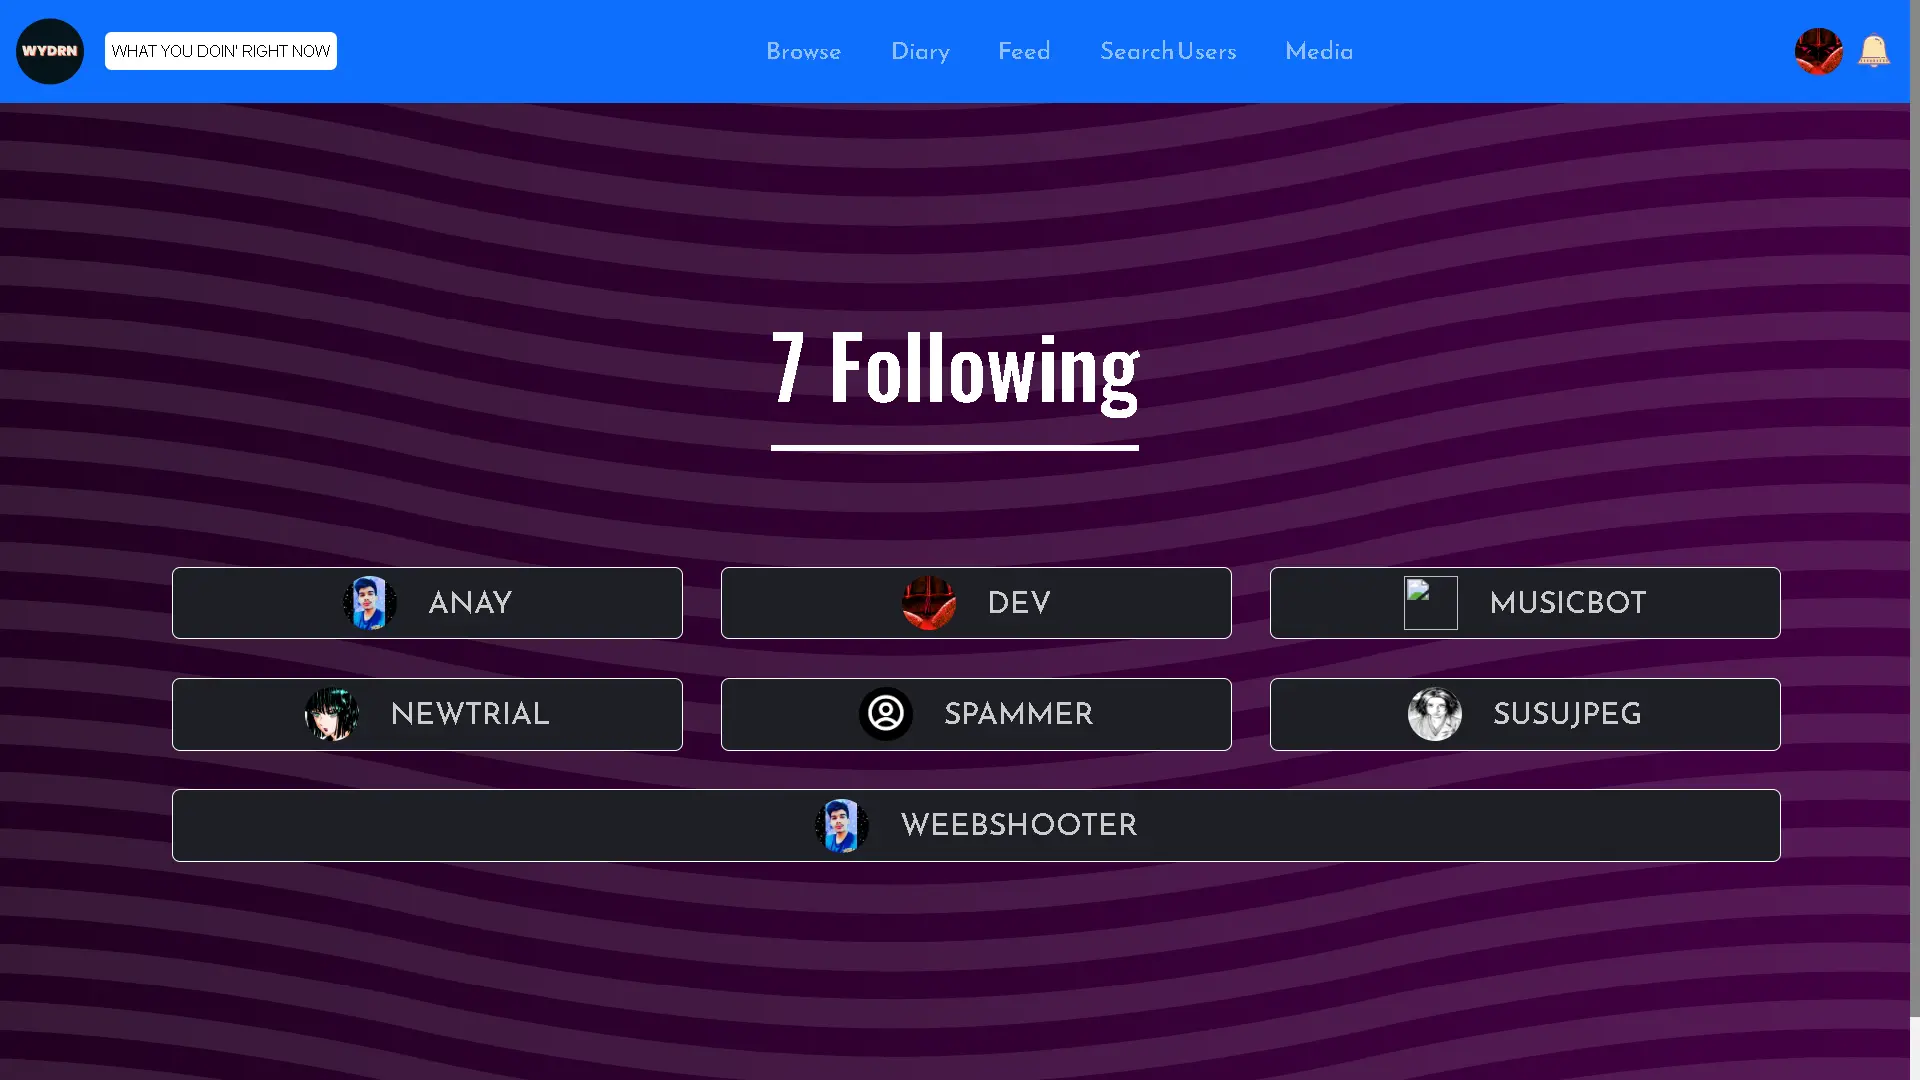 WYDRN
WHAT YOU DOIN' RIGHT NOW
Browse
Diary
Feed
Search Users
Media
7 Following
ANAY
DEV
MUSICBOT
NEWTRIAL
SPAMMER
SUSUJPEG
WEEBSHOOTER